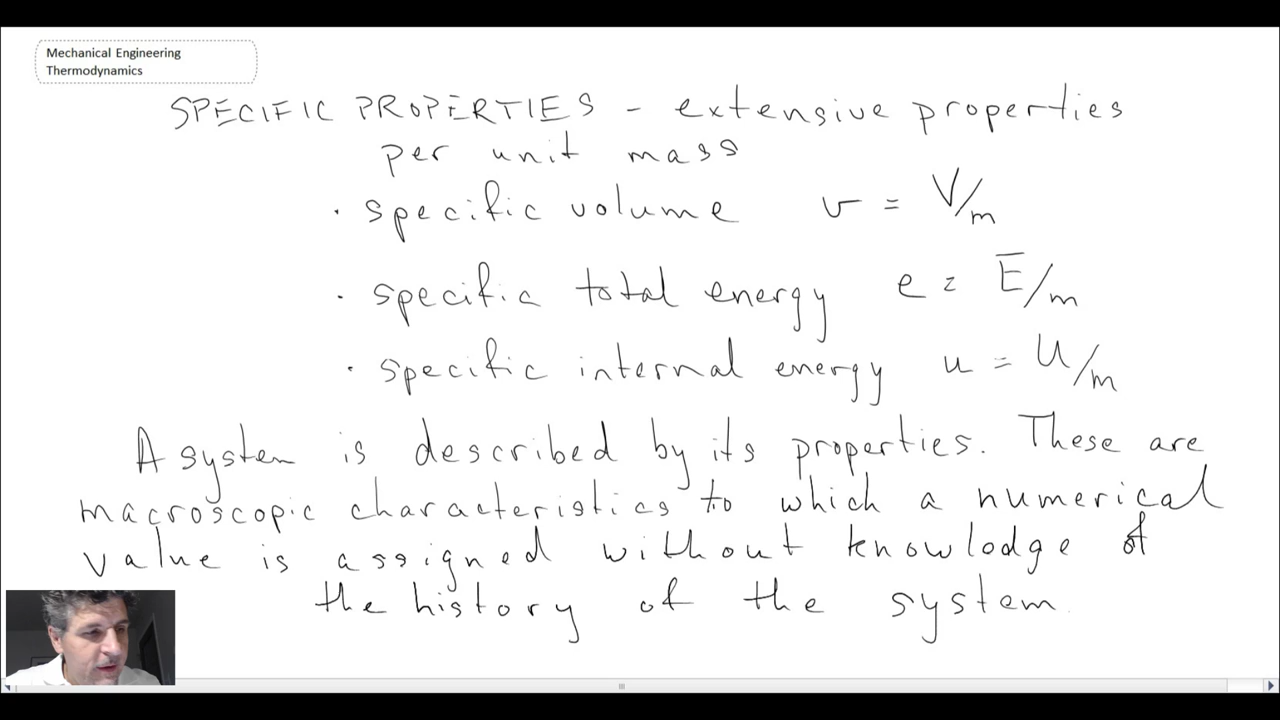 Mechanical Engineering
Thermodynamics
SPECIFIC PROPERTIES - extensive properties
per unit mass
· specific volume v = V/m
· specific total energy e = E/m
· specific internal energy u = U/m
A system is described by its properties. These are
macroscopic characteristics to which a numerical
value is assigned without knowlodge of
the history of the system.